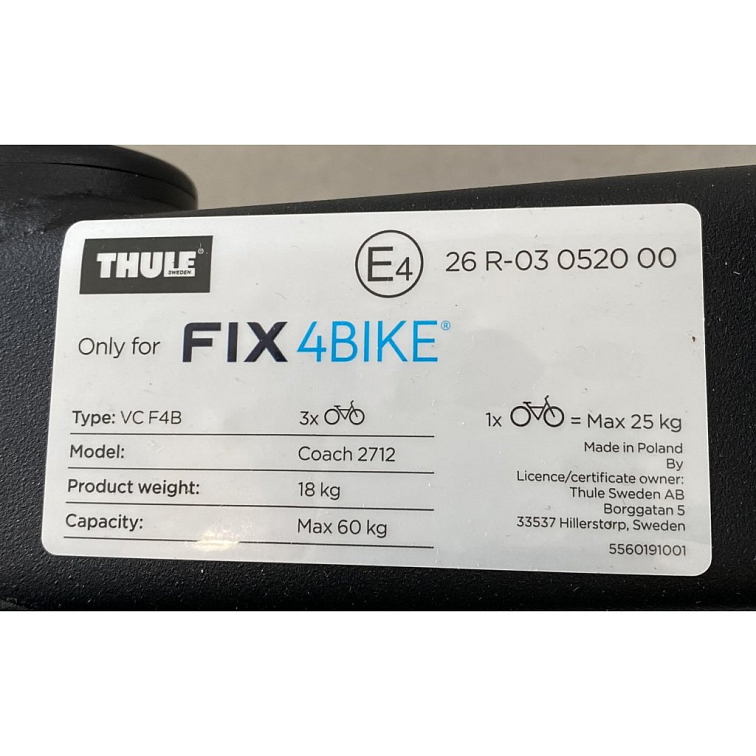 THULE®
SWEDEN
E4 26 R-03 0520 00
Only for FIX4BIKE®
Type: VC F4B 3x
Model: Coach 2712
Product weight: 18 kg
Capacity: Max 60 kg
1x = Max 25 kg
Made in Poland
By
Licence/certificate owner:
Thule Sweden AB
Borggatan 5
33537 Hillerstorp, Sweden
5560191001